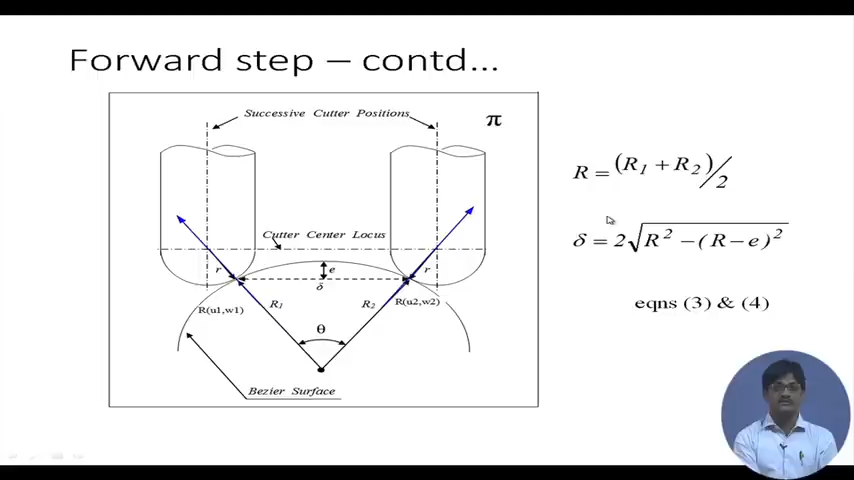 Forward step – contd...
Successive Cutter Positions
π
Cutter Center Locus
r
e
r
δ
R1
R2
R(u1,w1)
R(u2,w2)
θ
Bezier Surface
R = (R1 + R2)/2
δ = 2√R² – (R – e)²
eqns (3) & (4)